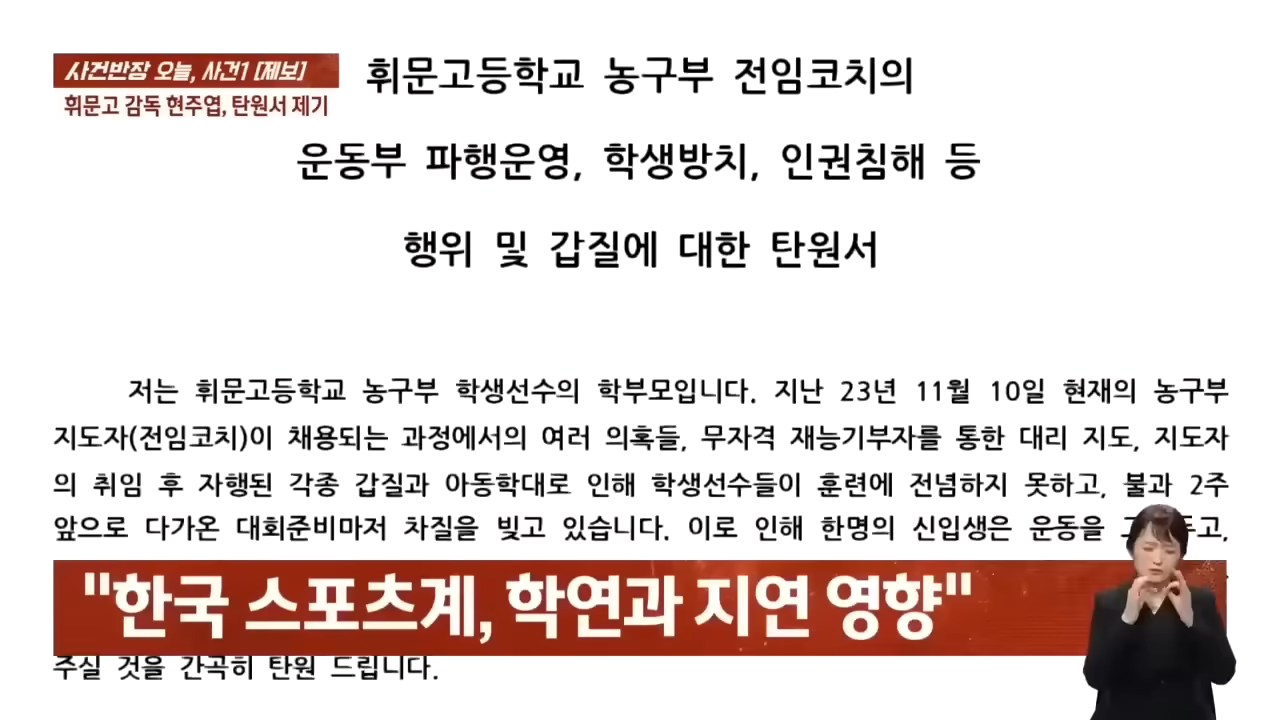 사건반장 오늘, 사건1 [제보]
휘문고 감독 현주엽, 탄원서 제기
휘문고등학교 농구부 전임코치의
운동부 파행운영, 학생방치, 인권침해 등
행위 및 갑질에 대한 탄원서
저는 휘문고등학교 농구부 학생선수의 학부모입니다. 지난 23년 11월 10일 현재의 농구부
지도자(전임코치)이 채용되는 과정에서의 여러 의혹들, 무자격 재능기부자를 통한 대리 지도, 지도자
의 취임 후 자행된 각종 갑질과 아동학대로 인해 학생선수들이 훈련에 전념하지 못하고, 불과 2주
앞으로 다가온 대회준비마저 차질을 빚고 있습니다. 이로 인해 한명의 신입생은 운동을
"한국 스포츠계, 학연과 지연 영향"
주실 것을 간곡히 탄원 드립니다.